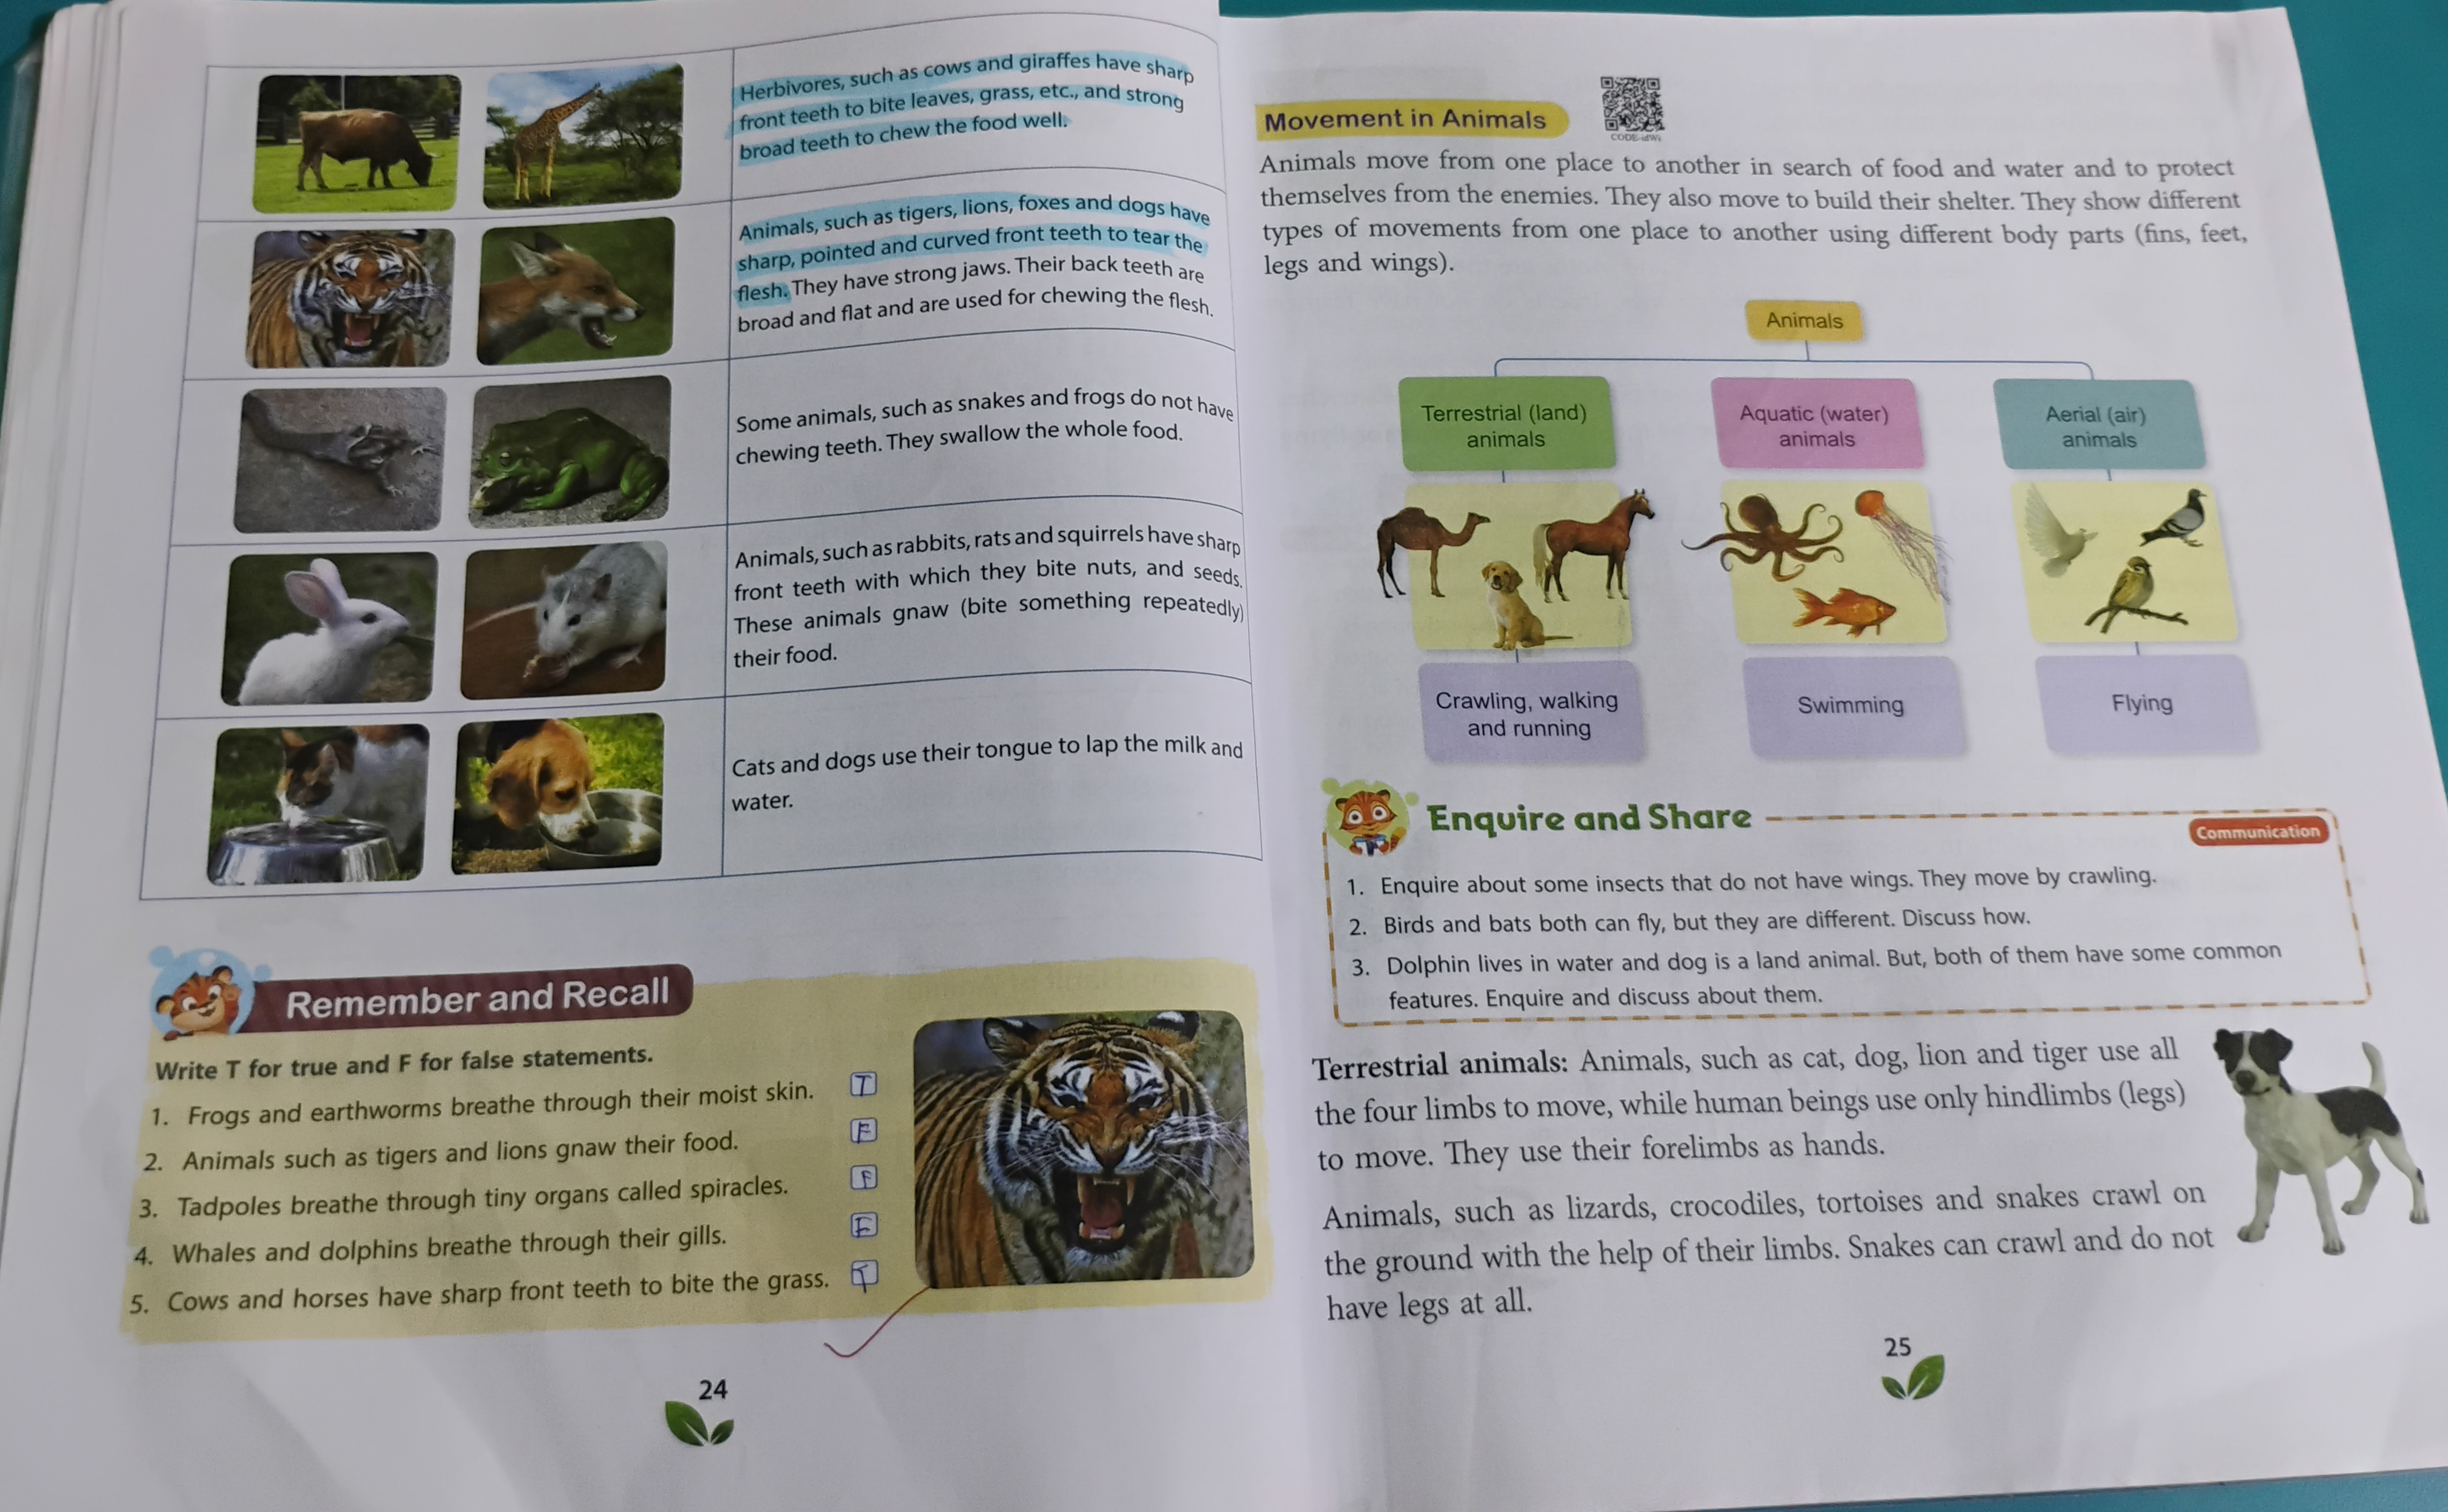 Herbivores, such as cows and giraffes have sharp
front teeth to bite leaves, grass, etc., and strong
broad teeth to chew the food well.
Animals, such as tigers, lions, foxes and dogs have
sharp, pointed and curved front teeth to tear the
flesh. They have strong jaws. Their back teeth are
broad and flat and are used for chewing the flesh.
Some animals, such as snakes and frogs do not have
chewing teeth. They swallow the whole food.
Animals, such as rabbits, rats and squirrels have sharp
front teeth with which they bite nuts, and seeds.
These animals gnaw (bite something repeatedly)
their food.
Cats and dogs use their tongue to lap the milk and
water.
Remember and Recall
Write T for true and F for false statements.
1. Frogs and earthworms breathe through their moist skin. T
2. Animals such as tigers and lions gnaw their food. F
3. Tadpoles breathe through tiny organs called spiracles. F
4. Whales and dolphins breathe through their gills. F
5. Cows and horses have sharp front teeth to bite the grass. T
24
Movement in Animals
CODE-idWi
Animals move from one place to another in search of food and water and to protect
themselves from the enemies. They also move to build their shelter. They show different
types of movements from one place to another using different body parts (fins, feet,
legs and wings).
Animals
Terrestrial (land)
animals
Aquatic (water)
animals
Aerial (air)
animals
Crawling, walking
and running
Swimming
Flying
Enquire and Share
Communication
1. Enquire about some insects that do not have wings. They move by crawling.
2. Birds and bats both can fly, but they are different. Discuss how.
3. Dolphin lives in water and dog is a land animal. But, both of them have some common
features. Enquire and discuss about them.
Terrestrial animals: Animals, such as cat, dog, lion and tiger use all
the four limbs to move, while human beings use only hindlimbs (legs)
to move. They use their forelimbs as hands.
Animals, such as lizards, crocodiles, tortoises and snakes crawl on
the ground with the help of their limbs. Snakes can crawl and do not
have legs at all.
25